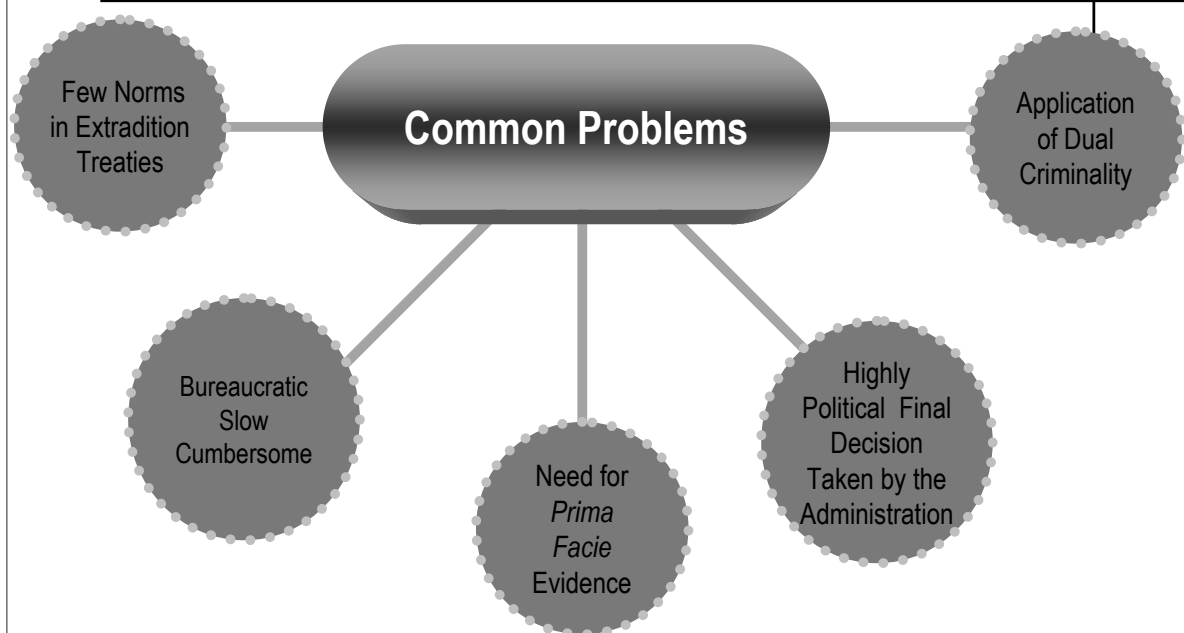 Common Problems
Few Norms
in Extradition
Treaties
Application
of Dual
Criminality
Bureaucratic
Slow
Cumbersome
Need for
Prima
Facie
Evidence
Highly
Political Final
Decision
Taken by the
Administration